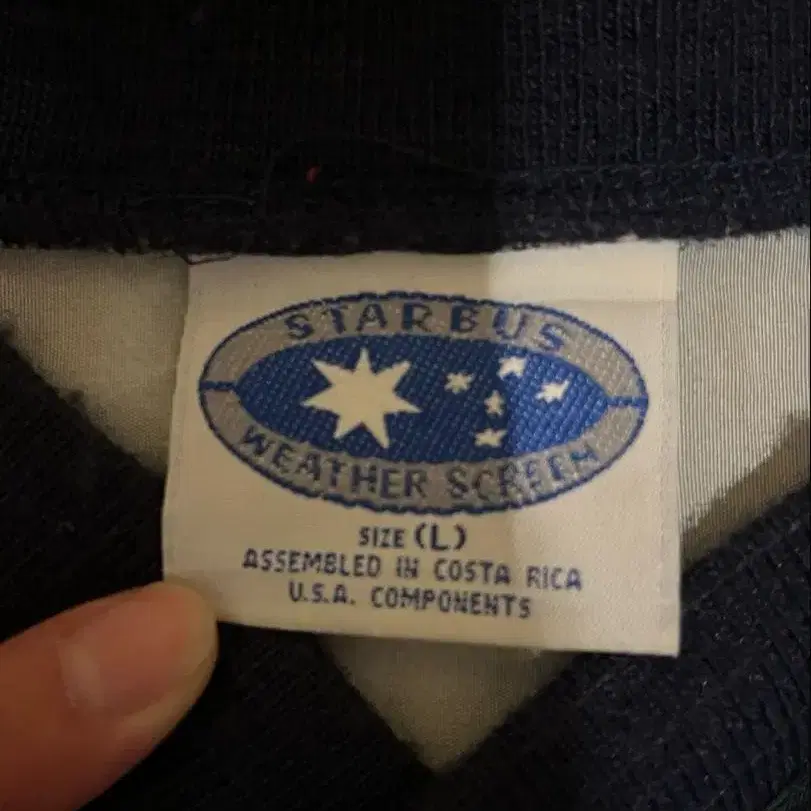 STARBUS
WEATHER SCREEN
SIZE (L)
ASSEMBLED IN COSTA RICA
U.S.A. COMPONENTS